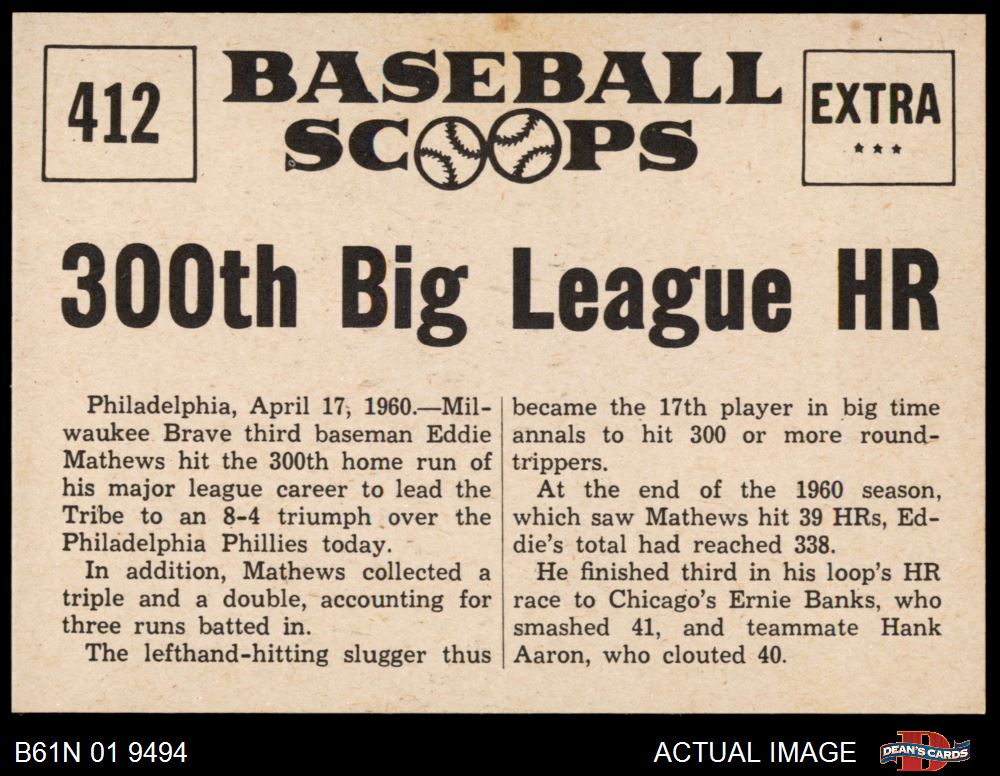 412
BASEBALL
SCOOPS
EXTRA
***
300th Big League HR
Philadelphia, April 17, 1960.—Mil-
waukee Brave third baseman Eddie
Mathews hit the 300th home run of
his major league career to lead the
Tribe to an 8-4 triumph over the
Philadelphia Phillies today.
In addition, Mathews collected a
triple and a double, accounting for
three runs batted in.
The lefthand-hitting slugger thus
became the 17th player in big time
annals to hit 300 or more round-
trippers.
At the end of the 1960 season,
which saw Mathews hit 39 HRs, Ed-
die's total had reached 338.
He finished third in his loop's HR
race to Chicago's Ernie Banks, who
smashed 41, and teammate Hank
Aaron, who clouted 40.
B61N 01 9494
ACTUAL IMAGE
D
DEAN'S CARDS